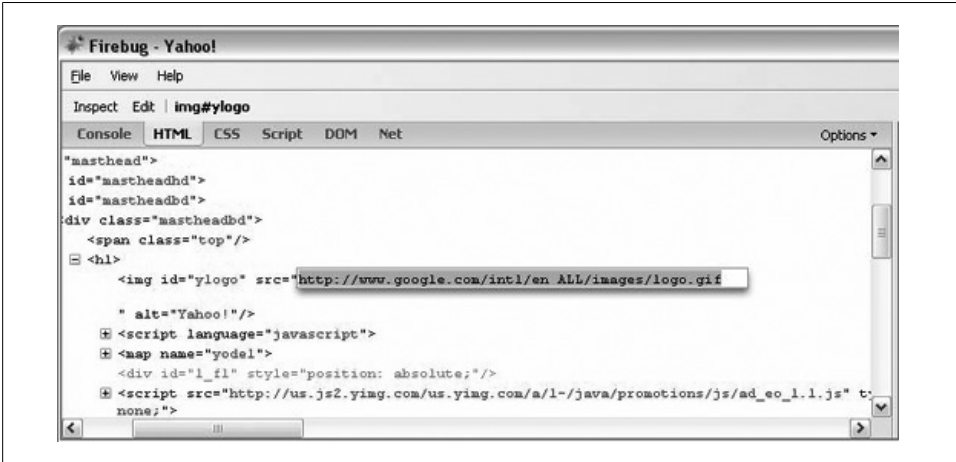 Firebug - Yahoo!
File View Help
Inspect Edit | img#ylogo
Console HTML CSS Script DOM Net Options
"masthead">
id="mastheadhd">
id="mastheadbd">
div class="mastheadbd">
<span class="top"/>
<h1>
<img id="ylogo" src="http://www.google.com/intl/en_ALL/images/logo.gif
" alt="Yahoo!"/>
<script language="javascript">
<map name="yodel">
<div id="l_fl" style="position: absolute;"/>
<script src="http://us.js2.yimg.com/us.yimg.com/a/1-/java/promotions/js/ad_eo_1.1.js" ty
none;">